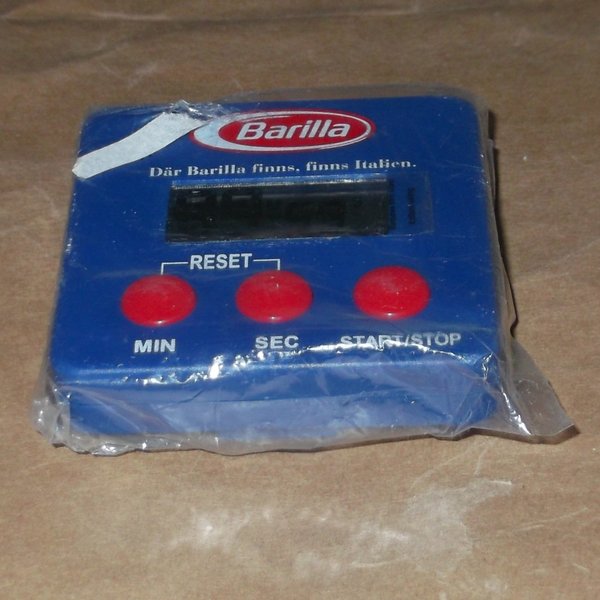 Barilla
Där Barilla finns, finns Italien.
RESET
MIN SEC START/STOP